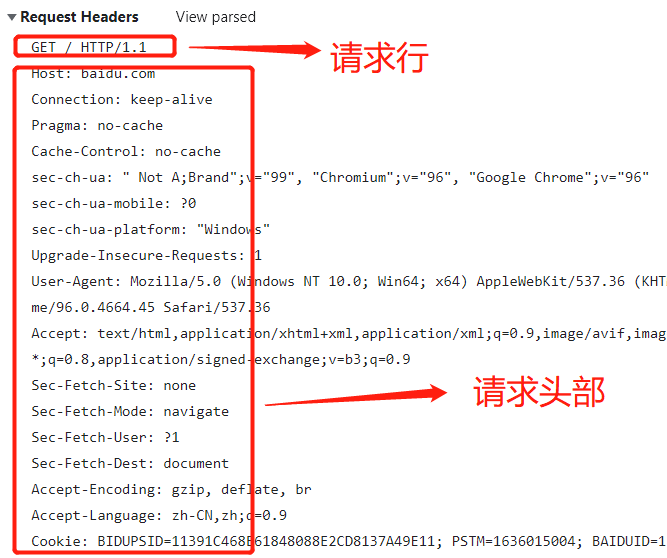 ▼Request Headers View parsed
GET / HTTP/1.1
请求行
Host: baidu.com
Connection: keep-alive
Pragma: no-cache
Cache-Control: no-cache
sec-ch-ua: " Not A;Brand";v="99", "Chromium";v="96", "Google Chrome";v="96"
sec-ch-ua-mobile: ?0
sec-ch-ua-platform: "Windows"
Upgrade-Insecure-Requests: 1
User-Agent: Mozilla/5.0 (Windows NT 10.0; Win64; x64) AppleWebKit/537.36 (KHT
me/96.0.4664.45 Safari/537.36
Accept: text/html,application/xhtml+xml,application/xml;q=0.9,image/avif,imag
*;q=0.8,application/signed-exchange;v=b3;q=0.9
Sec-Fetch-Site: none
Sec-Fetch-Mode: navigate
请求头部
Sec-Fetch-User: ?1
Sec-Fetch-Dest: document
Accept-Encoding: gzip, deflate, br
Accept-Language: zh-CN,zh;q=0.9
Cookie: BIDUPSID=11391C468E61848088E2CD8137A49E11; PSTM=1636015004; BAIDUID=1